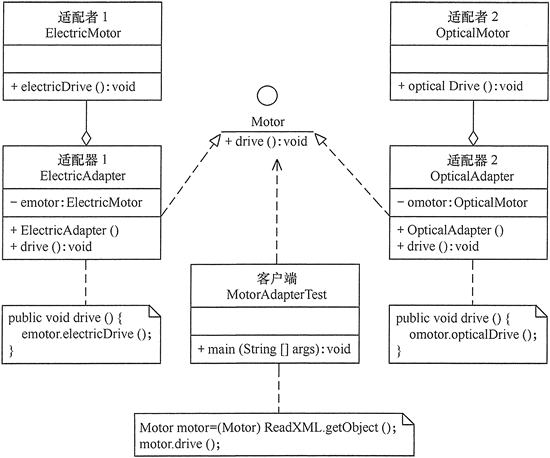 适配者 1
ElectricMotor
+ electricDrive (): void
适配者 2
OpticalMotor
+ optical Drive (): void
Motor
+ drive (): void
适配器 1
ElectricAdapter
− emotor: ElectricMotor
+ ElectricAdapter ()
+ drive (): void
适配器 2
OpticalAdapter
− omotor: OpticalMotor
+ OpticalAdapter ()
+ drive (): void
客户端
MotorAdapterTest
+ main (String [] args): void
public void drive () {
emotor.electricDrive ();
}
public void drive () {
omotor.opticalDrive ();
}
Motor motor=(Motor) ReadXML.getObject ();
motor.drive ();